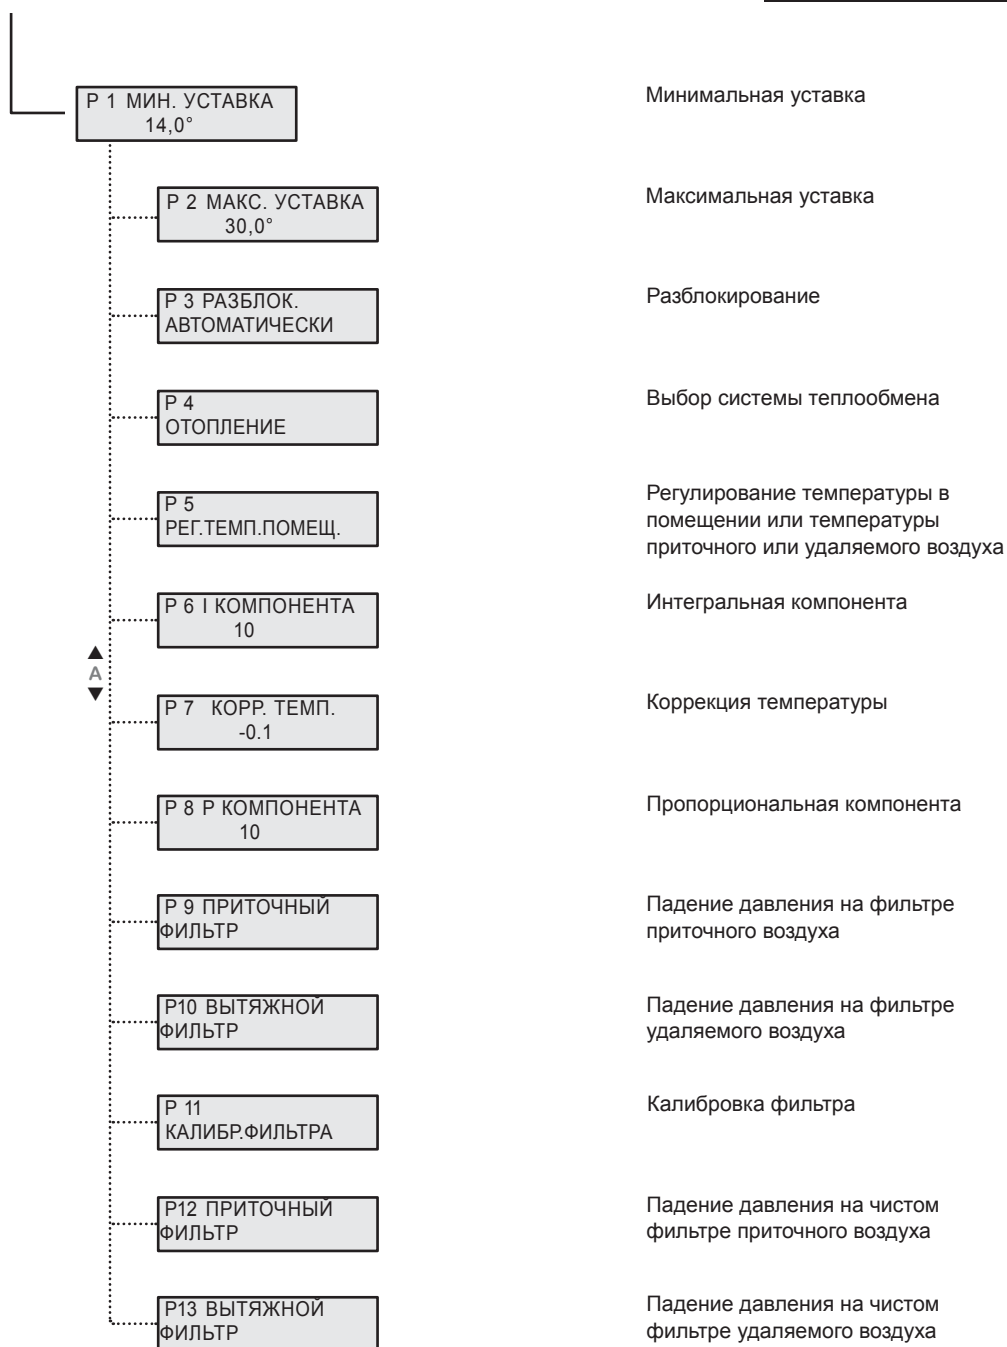 P 1 МИН. УСТАВКА
14,0°
Минимальная уставка
P 2 МАКС. УСТАВКА
30,0°
Максимальная уставка
P 3 РАЗБЛОК.
АВТОМАТИЧЕСКИ
Разблокирование
P 4
ОТОПЛЕНИЕ
Выбор системы теплообмена
P 5
РЕГ.ТЕМП.ПОМЕЩ.
Регулирование температуры в
помещении или температуры
приточного или удаляемого воздуха
P 6 I КОМПОНЕНТА
10
Интегральная компонента
A
P 7 КОРР. ТЕМП.
-0.1
Коррекция температуры
P 8 P КОМПОНЕНТА
10
Пропорциональная компонента
P 9 ПРИТОЧНЫЙ
ФИЛЬТР
Падение давления на фильтре
приточного воздуха
P10 ВЫТЯЖНОЙ
ФИЛЬТР
Падение давления на фильтре
удаляемого воздуха
P 11
КАЛИБР.ФИЛЬТРА
Калибровка фильтра
P12 ПРИТОЧНЫЙ
ФИЛЬТР
Падение давления на чистом
фильтре приточного воздуха
P13 ВЫТЯЖНОЙ
ФИЛЬТР
Падение давления на чистом
фильтре удаляемого воздуха